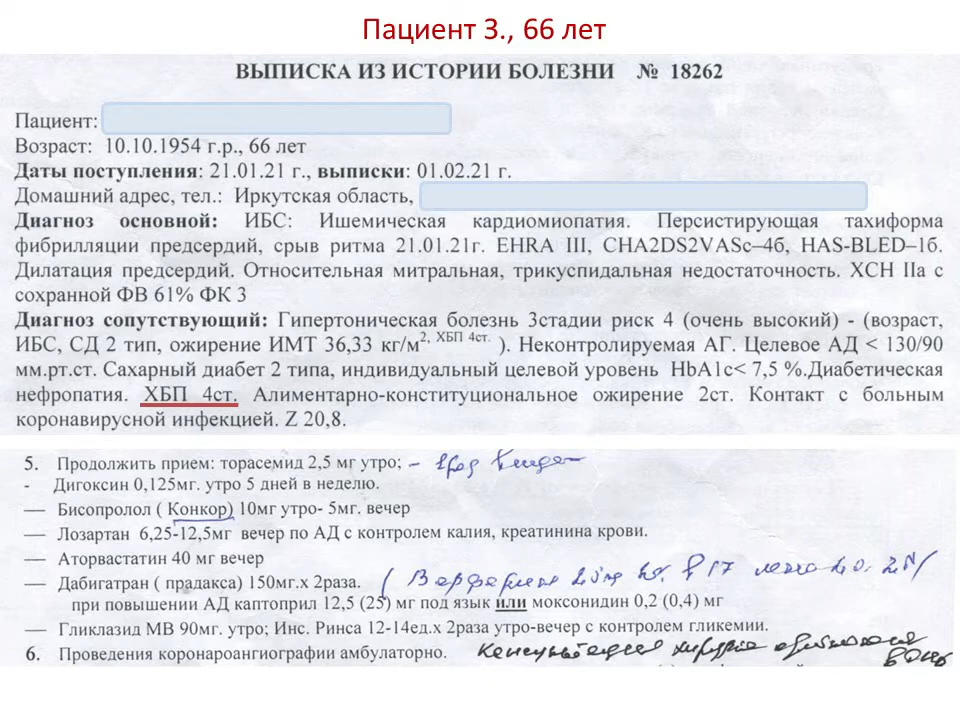 Пациент З., 66 лет
ВЫПИСКА ИЗ ИСТОРИИ БОЛЕЗНИ № 18262
Пациент:
Возраст: 10.10.1954 г.р., 66 лет
Даты поступления: 21.01.21 г., выписки: 01.02.21 г.
Домашний адрес, тел.: Иркутская область,
Диагноз основной: ИБС: Ишемическая кардиомиопатия. Персистирующая тахиформа
фибрилляции предсердий, срыв ритма 21.01.21г. EHRA III, CHA2DS2VASc–4б, HAS-BLED–1б.
Дилатация предсердий. Относительная митральная, трикуспидальная недостаточность. ХСН IIа с
сохранной ФВ 61% ФК 3
Диагноз сопутствующий: Гипертоническая болезнь 3стадии риск 4 (очень высокий) - (возраст,
ИБС, СД 2 тип, ожирение ИМТ 36,33 кг/м2, ХБП 4ст. ). Неконтролируемая АГ. Целевое АД < 130/90
мм.рт.ст. Сахарный диабет 2 типа, индивидуальный целевой уровень HbA1c< 7,5 %.Диабетическая
нефропатия. ХБП 4ст. Алиментарно-конституциональное ожирение 2ст. Контакт с больным
коронавирусной инфекцией. Z 20,8.
5. Продолжить прием: торасемид 2,5 мг утро; -
- Дигоксин 0,125мг. утро 5 дней в неделю.
— Бисопролол ( Конкор) 10мг утро- 5мг. вечер
— Лозартан 6,25-12,5мг вечер по АД с контролем калия, креатинина крови.
— Аторвастатин 40 мг вечер
— Дабигатран ( прадакса) 150мг.х 2раза. ( Варфарин
при повышении АД каптоприл 12,5 (25) мг под язык или моксонидин 0,2 (0,4) мг
— Гликлазид МВ 90мг. утро; Инс. Ринса 12-14ед.х 2раза утро-вечер с контролем гликемии.
6. Проведения коронароангиографии амбулаторно. Консультация хирурга